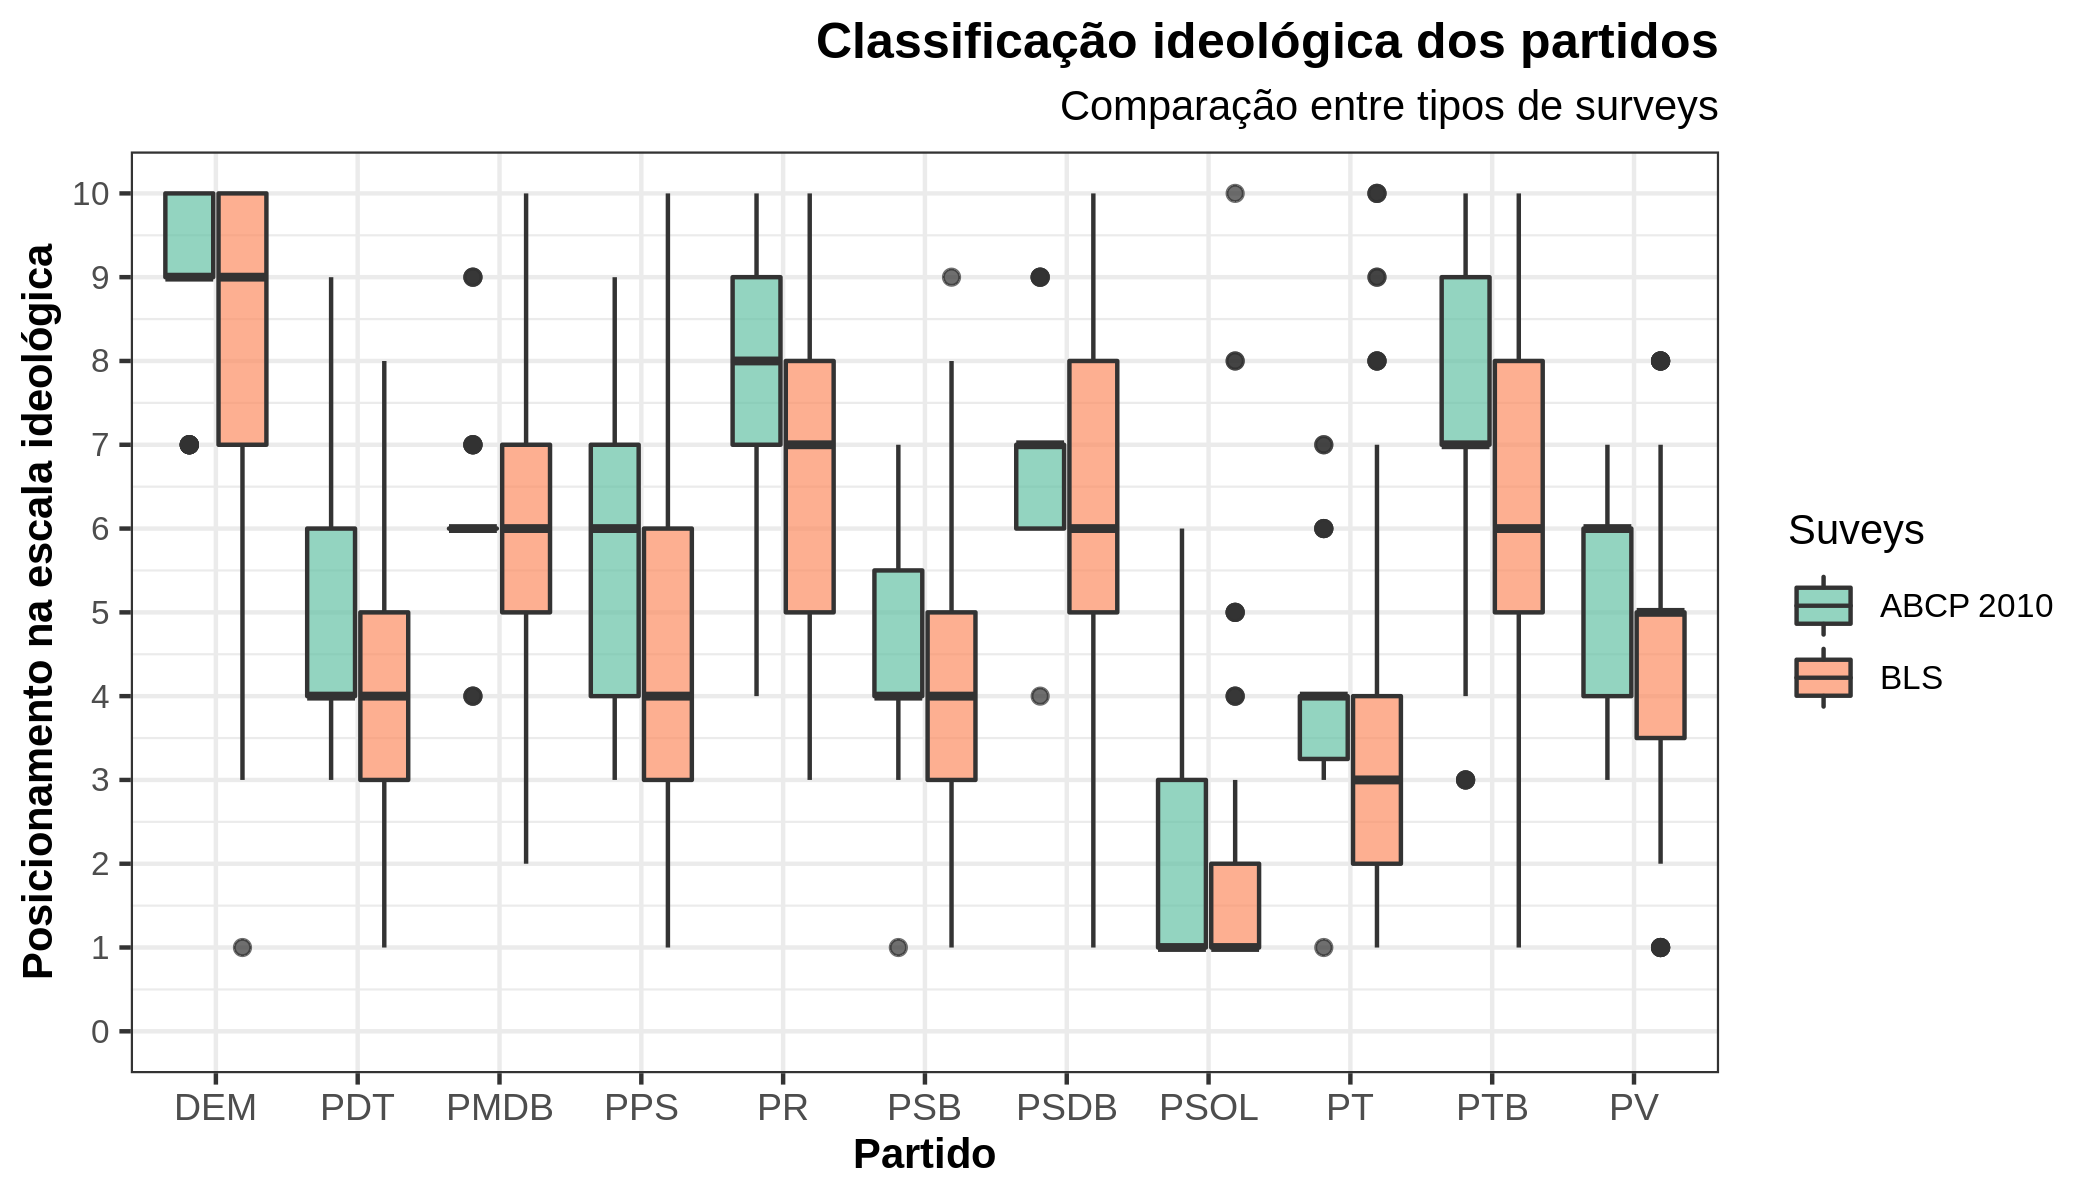 Classificação ideológica dos partidos
Comparação entre tipos de surveys
Posicionamento na escala ideológica
10
9
8
7
6
5
4
3
2
1
0
DEM PDT PMDB PPS PR PSB PSDB PSOL PT PTB PV
Partido
Suveys
ABCP 2010
BLS